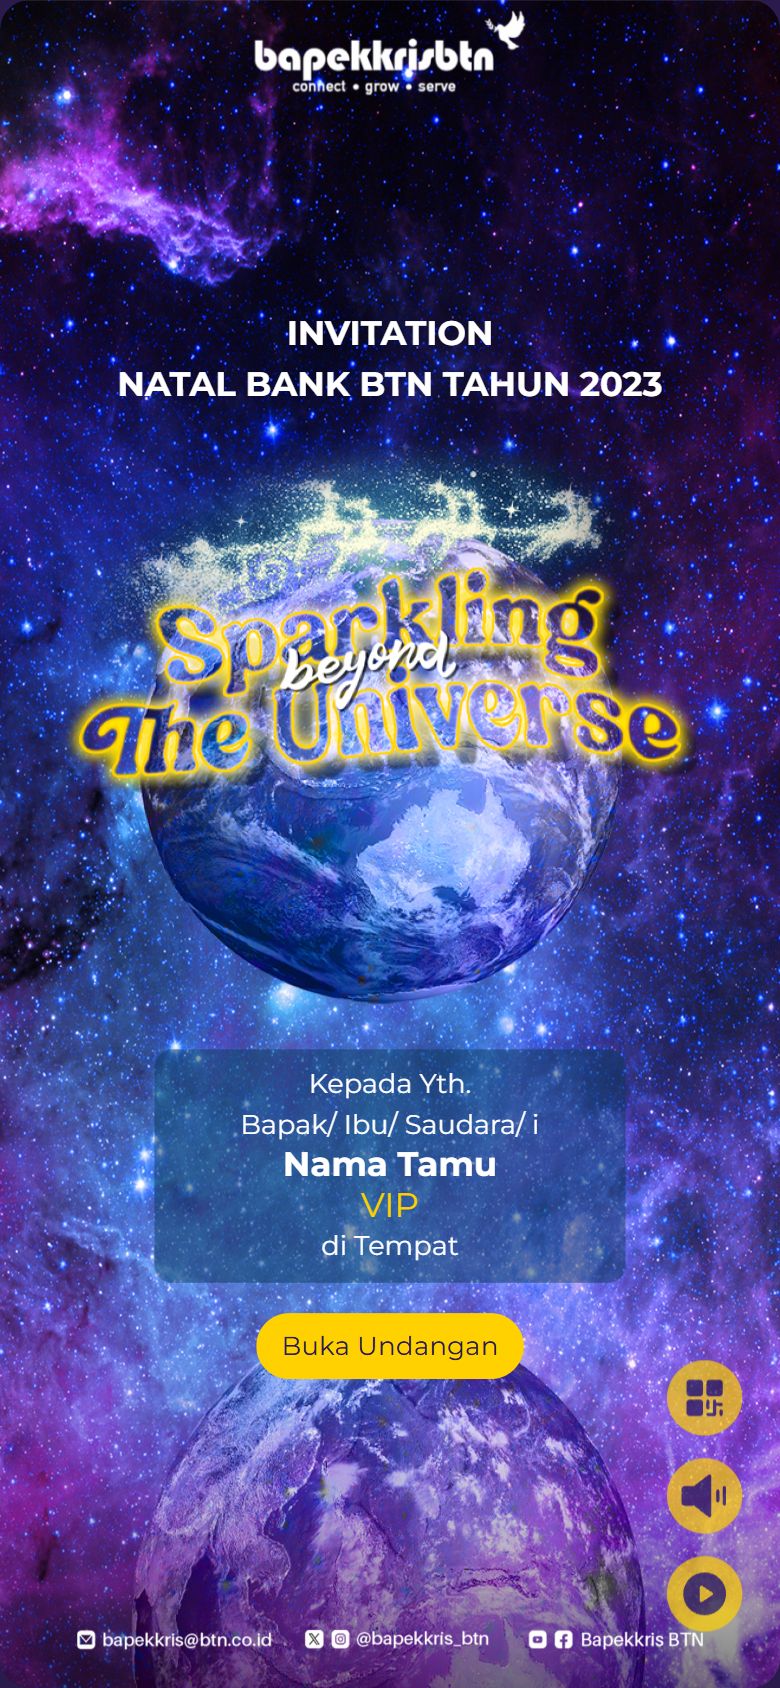 bapekkrisbtn
connect • grow • serve
INVITATION
NATAL BANK BTN TAHUN 2023
Sparkling
beyond
The Universe
Kepada Yth.
Bapak/ Ibu/ Saudara/ i
Nama Tamu
VIP
di Tempat
Buka Undangan
bapekkris@btn.co.id @bapekkris_btn Bapekkris BTN